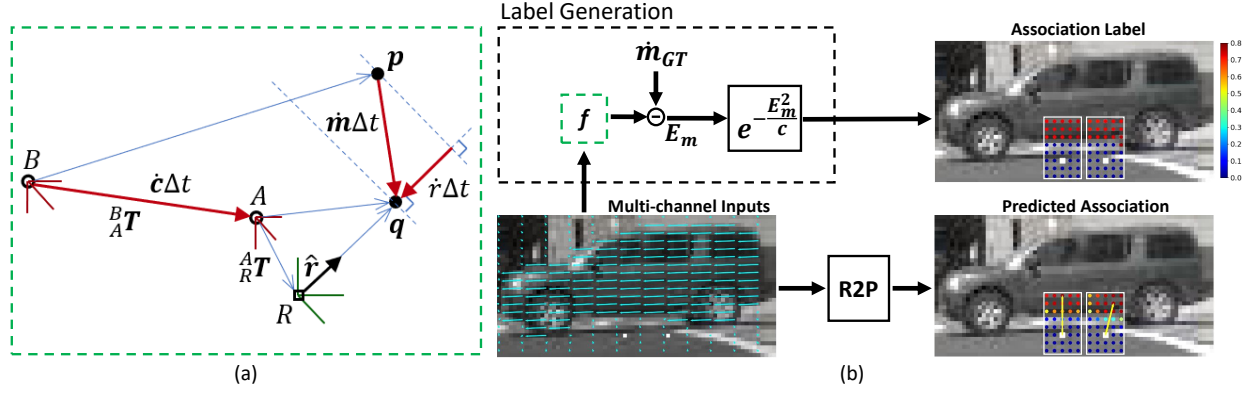 Label Generation
p
ṁΔt
ṙΔt
B
ċΔt
A
q
ᴮ_A T
ᴬ_R T
r̂
R
(a)
ṁ_GT
f
E_m
e^{-\frac{E_m^2}{c}}
Multi-channel Inputs
R2P
Association Label
0.8
0.7
0.6
0.5
0.4
0.3
0.2
0.1
0.0
Predicted Association
(b)